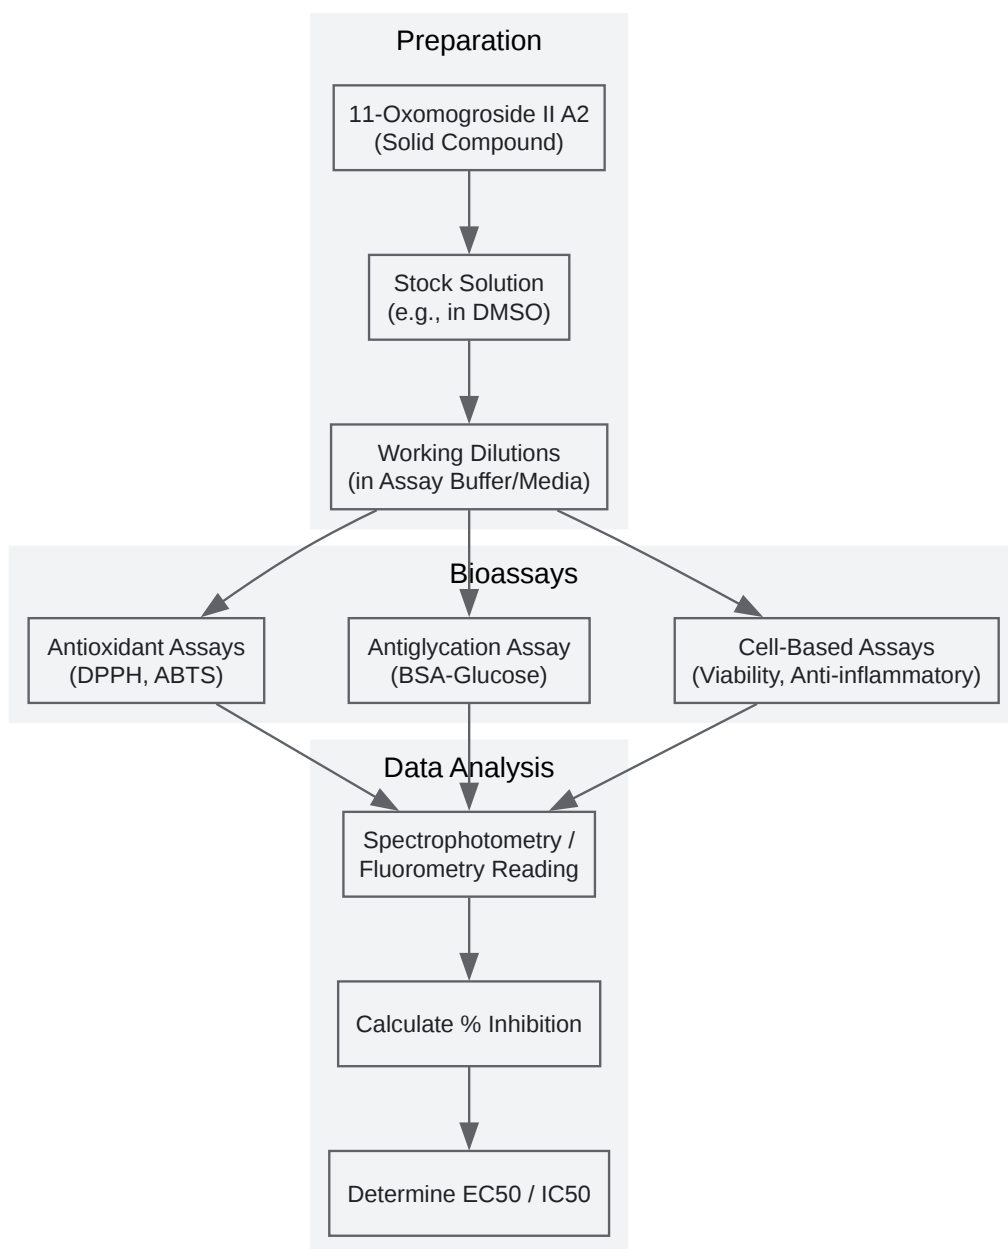 Preparation
11-Oxomogroside II A2
(Solid Compound)
Stock Solution
(e.g., in DMSO)
Working Dilutions
(in Assay Buffer/Media)
Bioassays
Antioxidant Assays
(DPPH, ABTS)
Antiglycation Assay
(BSA-Glucose)
Cell-Based Assays
(Viability, Anti-inflammatory)
Data Analysis
Spectrophotometry /
Fluorometry Reading
Calculate % Inhibition
Determine EC50 / IC50